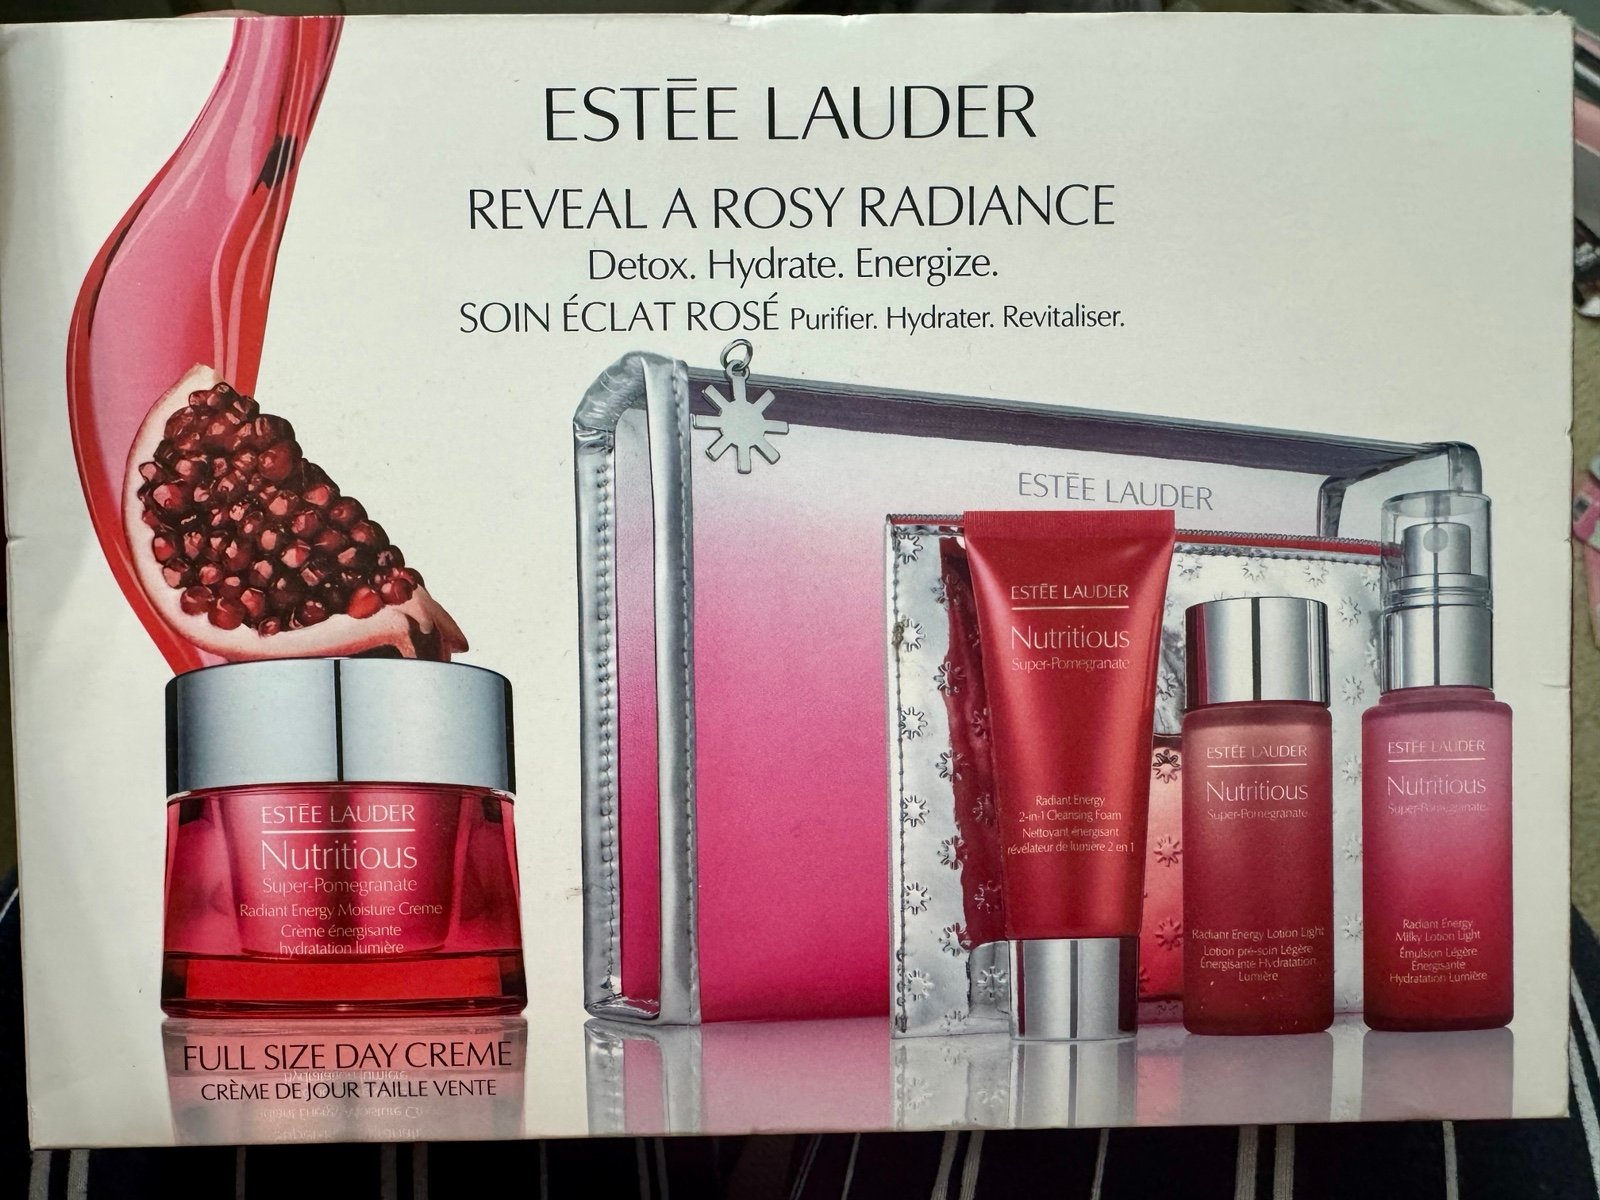 ESTĒE LAUDER
REVEAL A ROSY RADIANCE
Detox. Hydrate. Energize.
SOIN ÉCLAT ROSÉ Purifier. Hydrater. Revitaliser.
ESTĒE LAUDER
ESTĒE LAUDER
Nutritious
Super-Pomegranate
Radiant Energy
2-in-1 Cleansing Foam
Nettoyant énergisant
révélateur de lumière 2 en 1
ESTĒE LAUDER
Nutritious
Super-Pomegranate
Radiant Energy Lotion Light
Lotion pré-soin Légère
Énergisante Hydratation
Lumière
ESTĒE LAUDER
Nutritious
Super-Pomegranate
Radiant Energy
Milky Lotion Light
Émulsion Légère
Énergisante
Hydratation Lumière
ESTĒE LAUDER
Nutritious
Super-Pomegranate
Radiant Energy Moisture Creme
Crème énergisante
hydratation lumière
FULL SIZE DAY CREME
CRÈME DE JOUR TAILLE VENTE